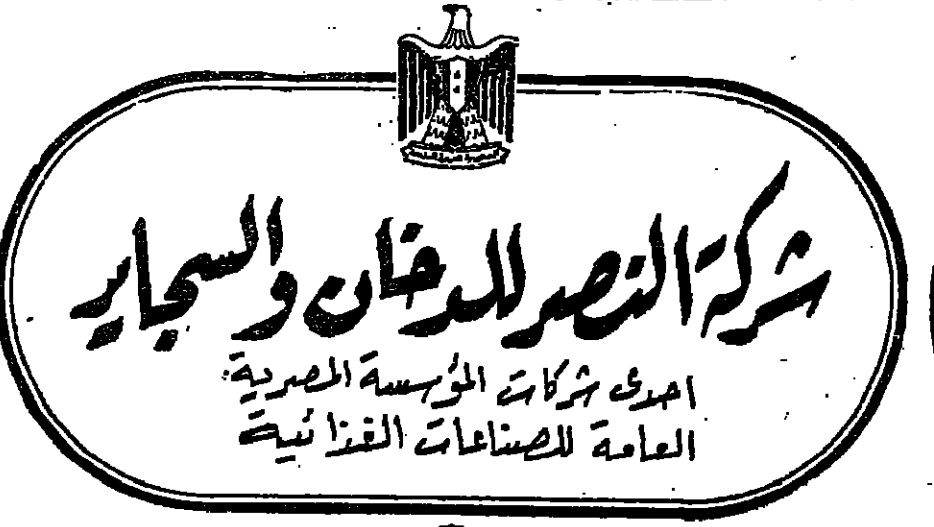 شركة النصر للدخان والسجاير
احدى شركات المؤسسة المصرية
العامة للصناعات الغذائية